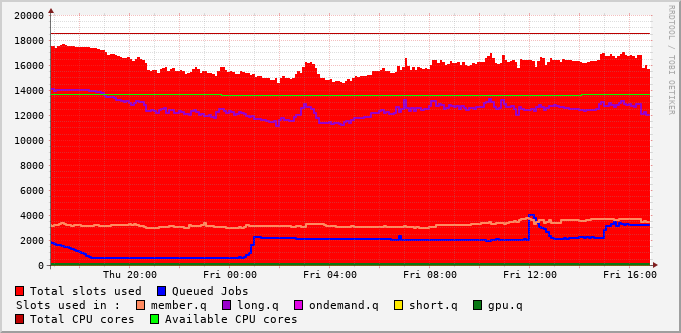 20000
18000
16000
14000
12000
10000
8000
6000
4000
2000
0
Thu 20:00 Fri 00:00 Fri 04:00 Fri 08:00 Fri 12:00 Fri 16:00
RRDTOOL / TOBI OETIKER
Total slots used Queued Jobs
Slots used in : member.q long.q ondemand.q short.q gpu.q
Total CPU cores Available CPU cores